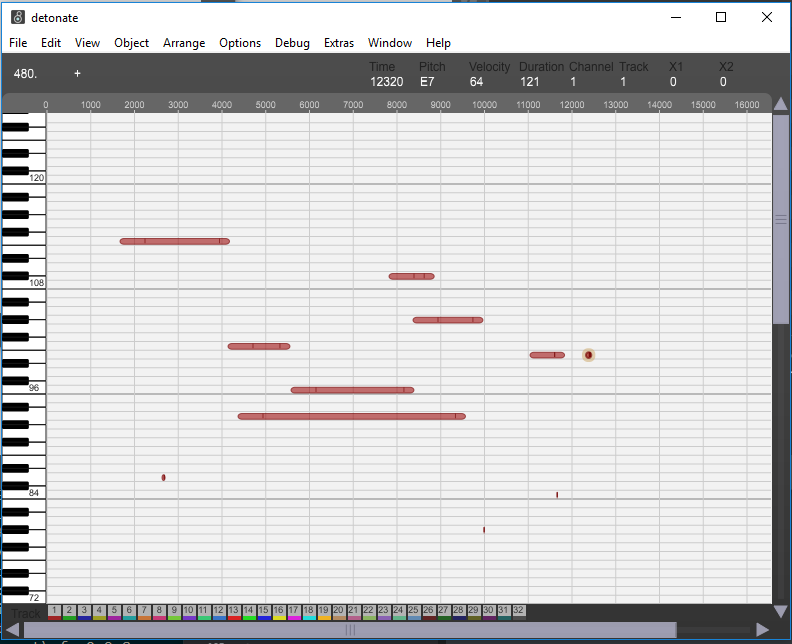 detonate
File Edit View Object Arrange Options Debug Extras Window Help
480. +
Time Pitch Velocity Duration Channel Track X1 X2
12320 E7 64 121 1 1 0 0
0 1000 2000 3000 4000 5000 6000 7000 8000 9000 10000 11000 12000 13000 14000 15000 16000
120
108
96
84
72
Track 1 2 3 4 5 6 7 8 9 10 11 12 13 14 15 16 17 18 19 20 21 22 23 24 25 26 27 28 29 30 31 32